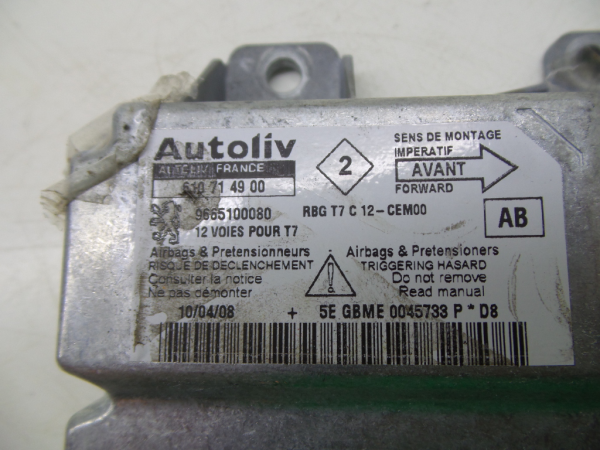 Autoliv
AUTOLIV FRANCE
610 71 49 00
2
SENS DE MONTAGE
IMPERATIF
AVANT
FORWARD
9665100080
RBG T7 C 12-CEM00
12 VOIES POUR T7
AB
Airbags & Pretensionneurs
RISQUE DE DECLENCHEMENT
Consulter la notice
Ne pas démonter
Airbags & Pretensioners
TRIGGERING HASARD
Do not remove
Read manual
10/04/08 + 5E GBME 0045733 P * D8